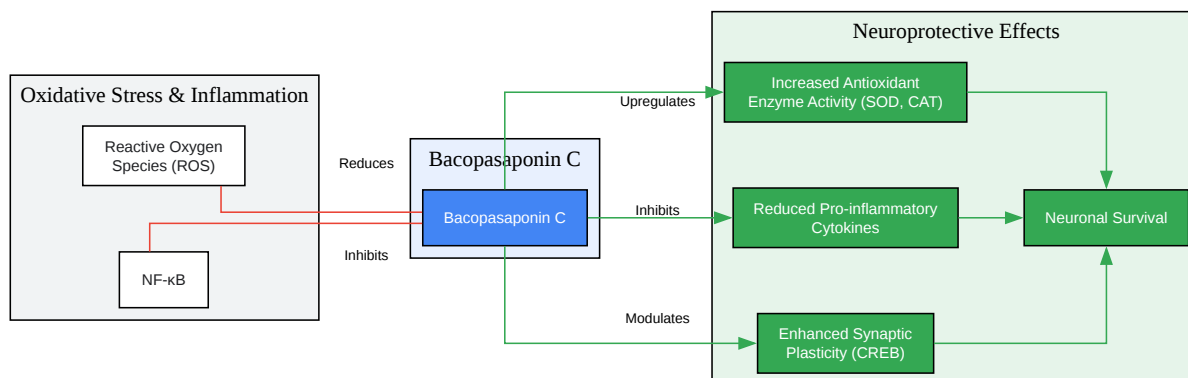 Oxidative Stress & Inflammation
Reactive Oxygen
Species (ROS)
NF-κB
Reduces
Inhibits
Bacopasaponin C
Bacopasaponin C
Upregulates
Inhibits
Modulates
Neuroprotective Effects
Increased Antioxidant
Enzyme Activity (SOD, CAT)
Reduced Pro-inflammatory
Cytokines
Enhanced Synaptic
Plasticity (CREB)
Neuronal Survival